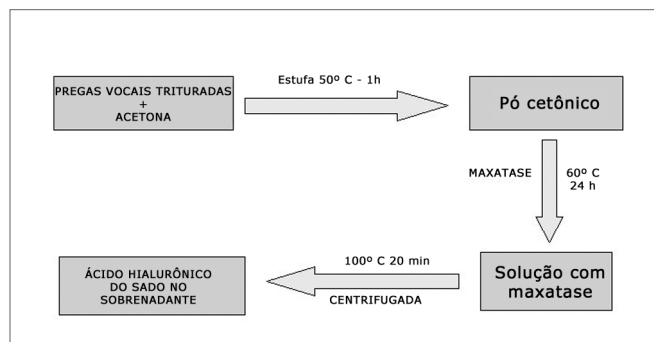 PREGAS VOCAIS TRITURADAS
+
ACETONA
Estufa 50º C - 1h
Pó cetônico
MAXATASE
60º C
24 h
Solução com
maxatase
100º C 20 min
CENTRIFUGADA
ÁCIDO HIALURÔNICO
DO SADO NO
SOBRENADANTE